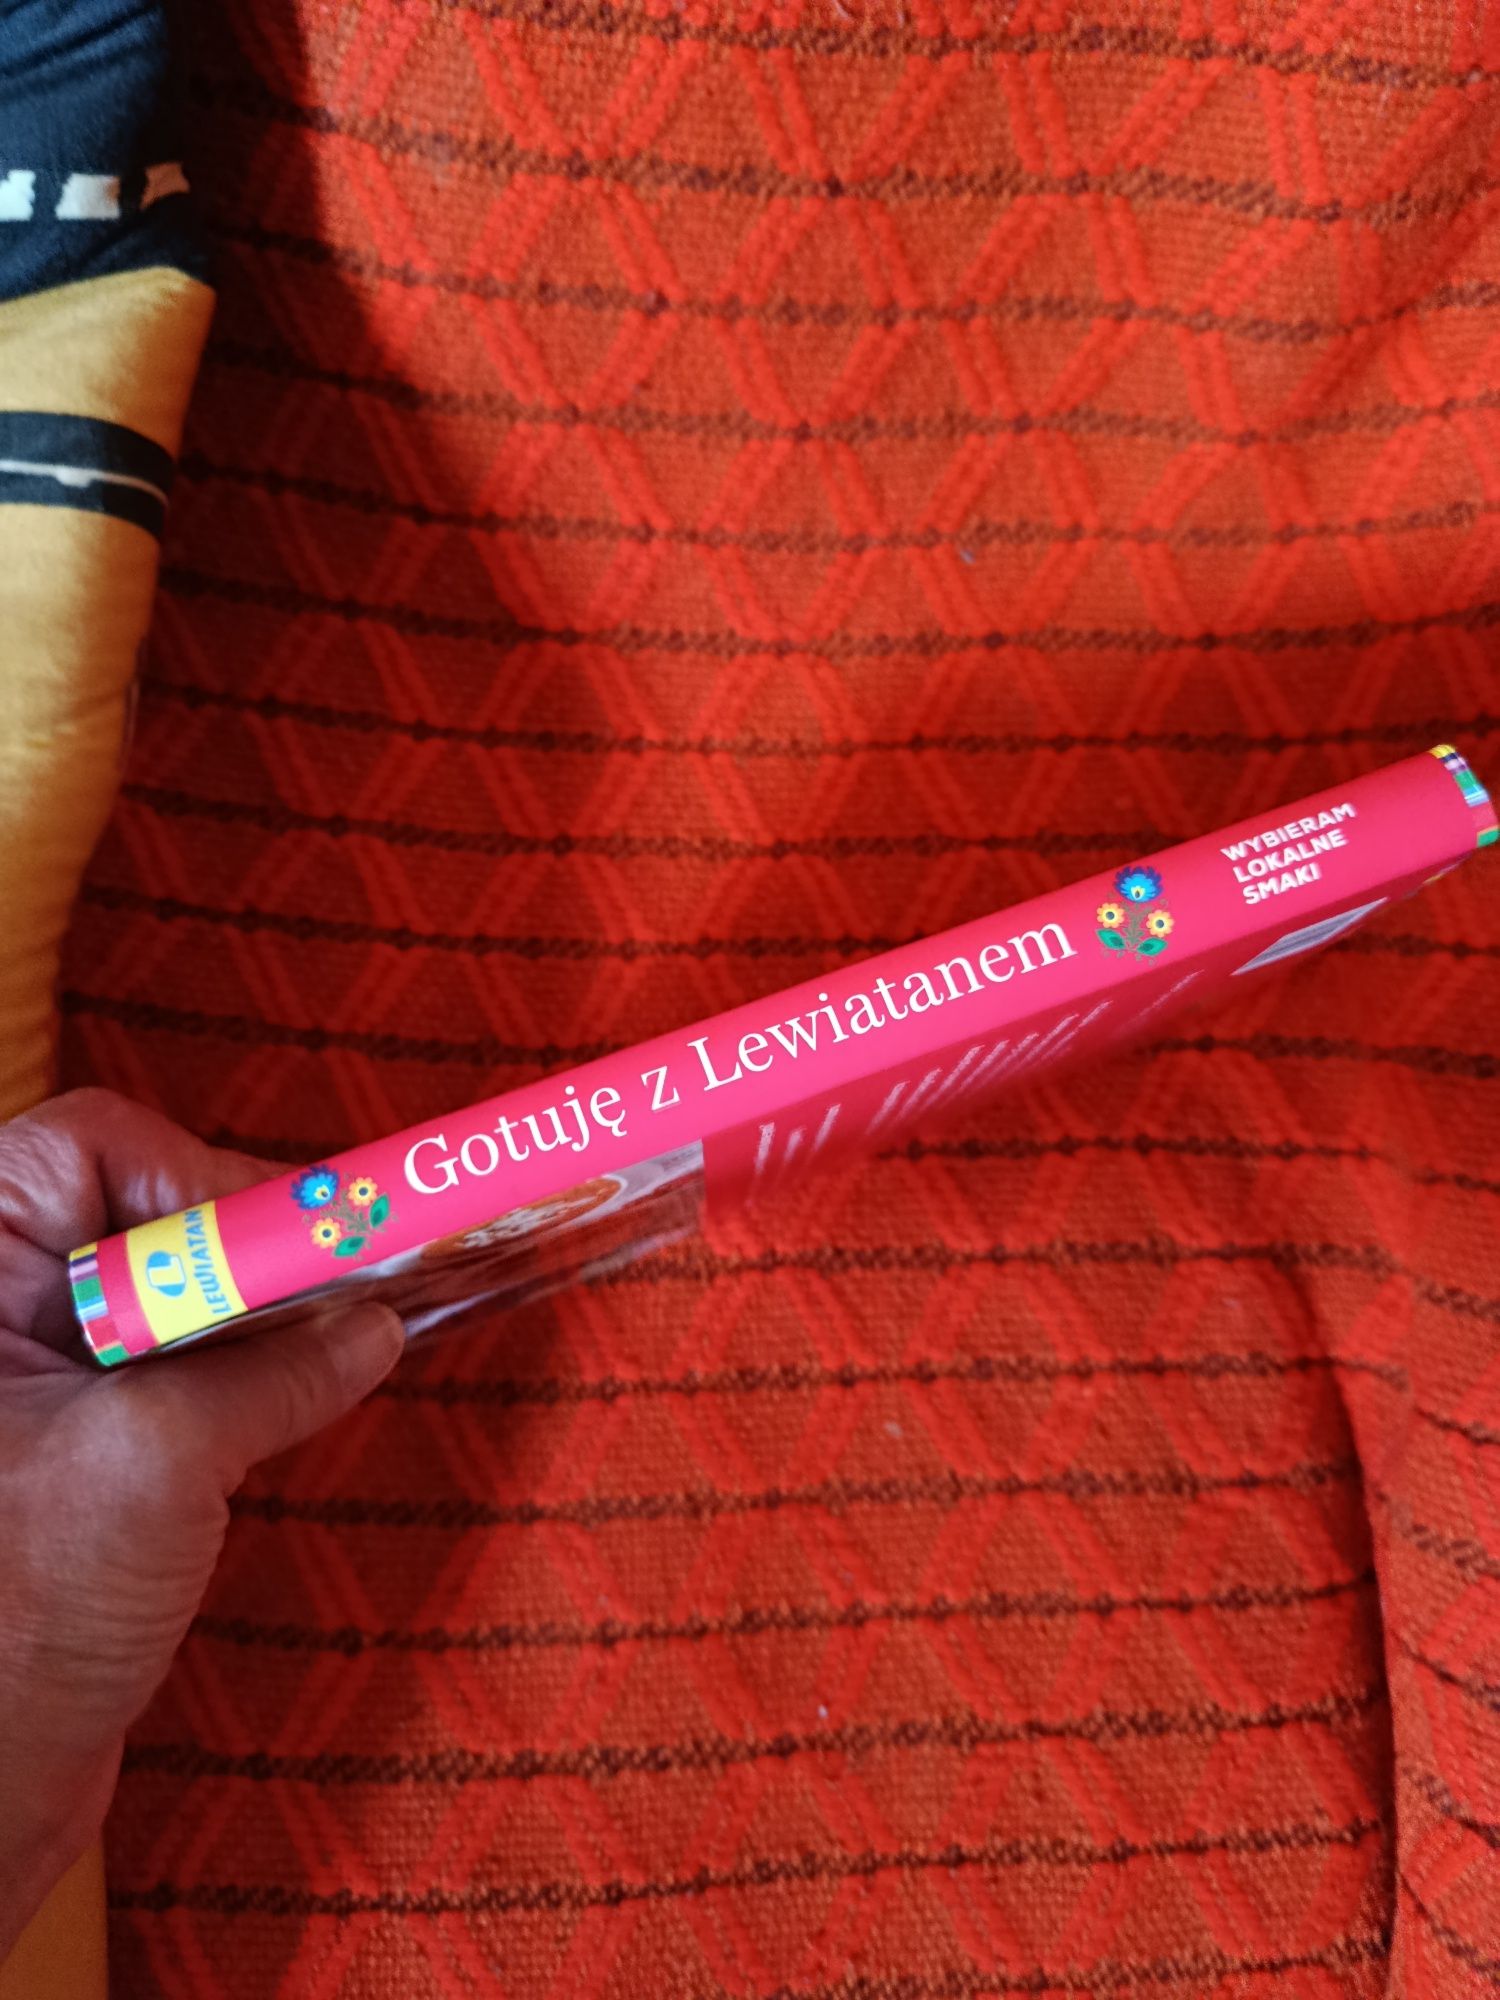 LEWIATAN
Gotuję z Lewiatanem
WYBIERAM
LOKALNE
SMAKI